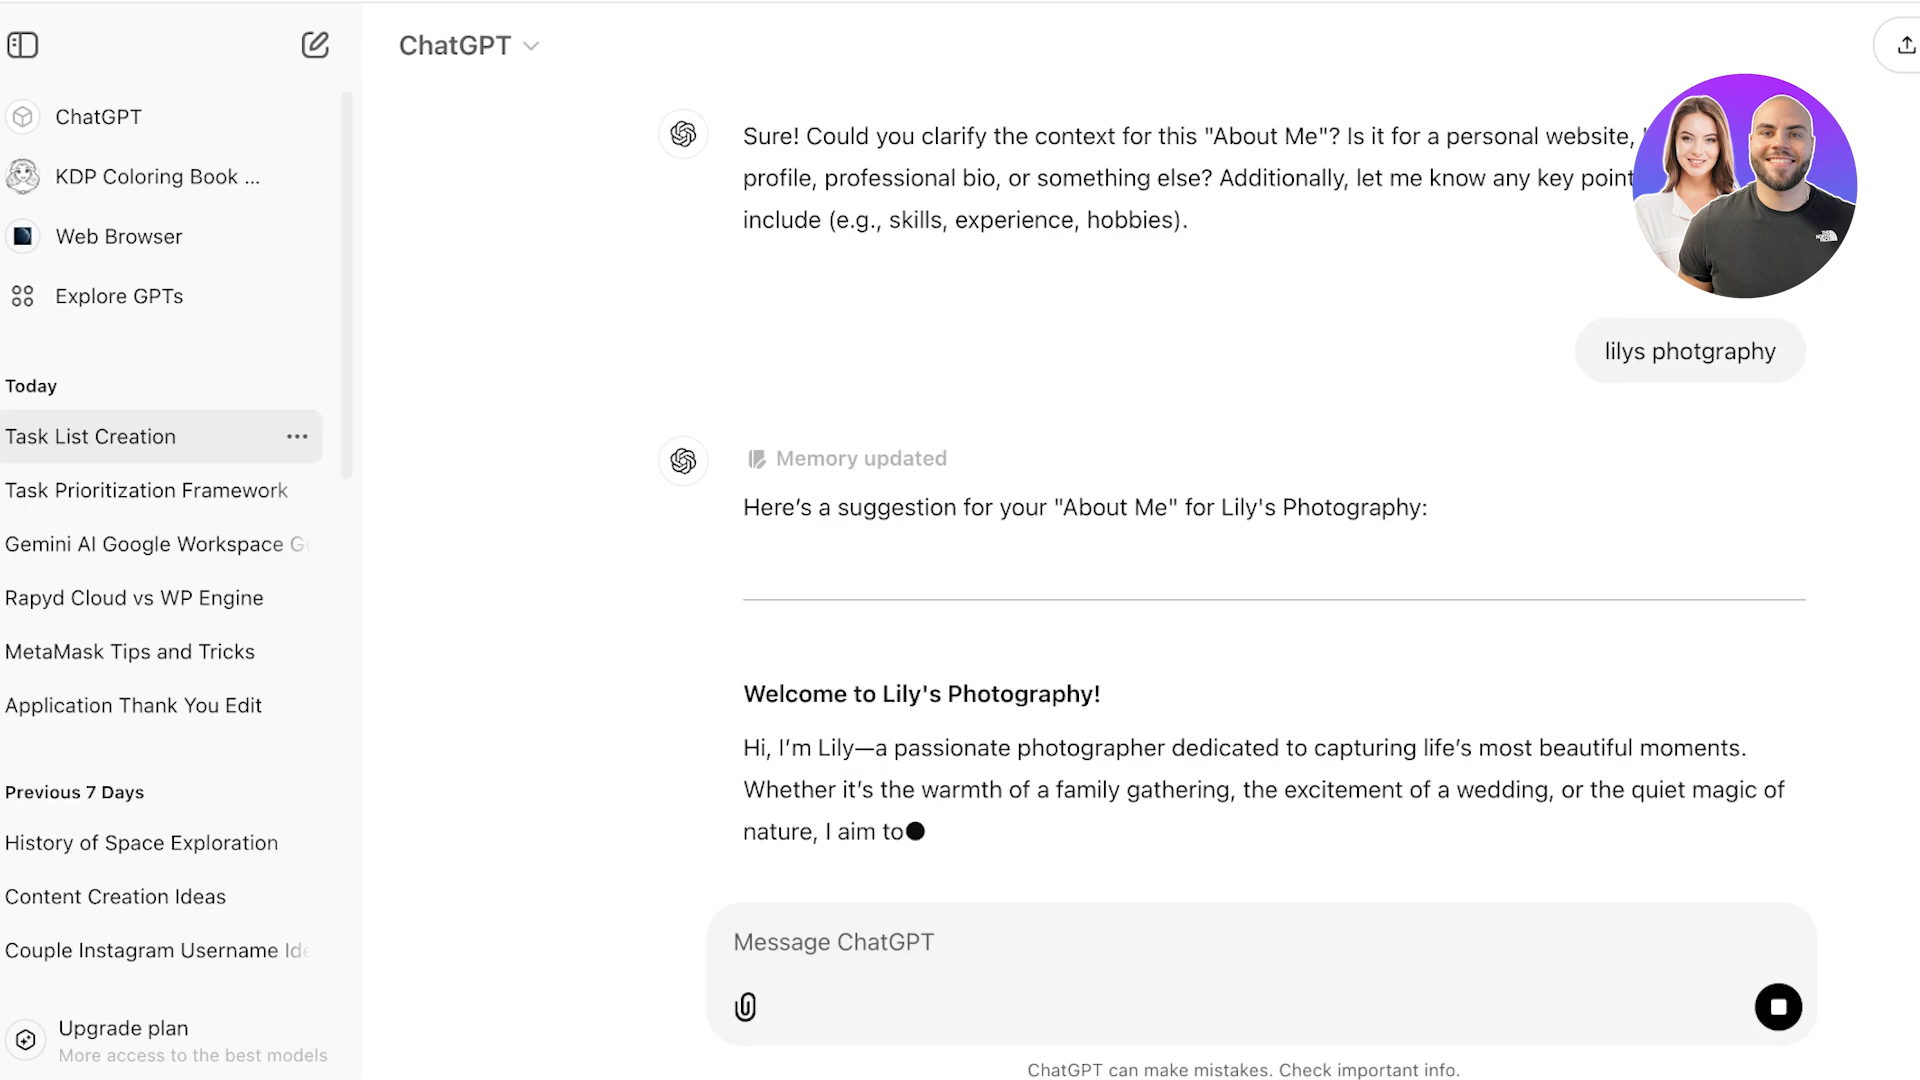 ChatGPT
KDP Coloring Book ...
Web Browser
Explore GPTs
Today
Task List Creation
Task Prioritization Framework
Gemini AI Google Workspace
Rapyd Cloud vs WP Engine
MetaMask Tips and Tricks
Application Thank You Edit
Previous 7 Days
History of Space Exploration
Content Creation Ideas
Couple Instagram Username
Upgrade plan
More access to the best models
ChatGPT
Sure! Could you clarify the context for this "About Me"? Is it for a personal website,
profile, professional bio, or something else? Additionally, let me know any key point
include (e.g., skills, experience, hobbies).
lilys photgraphy
Memory updated
Here’s a suggestion for your "About Me" for Lily's Photography:
Welcome to Lily's Photography!
Hi, I’m Lily—a passionate photographer dedicated to capturing life’s most beautiful moments.
Whether it’s the warmth of a family gathering, the excitement of a wedding, or the quiet magic of
nature, I aim to
Message ChatGPT
ChatGPT can make mistakes. Check important info.